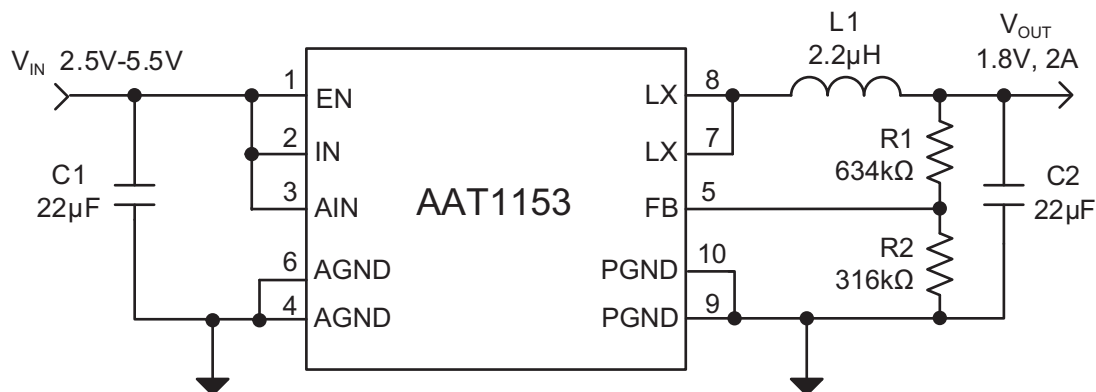 L1
2.2μH
VOUT
1.8V, 2A
VIN 2.5V-5.5V
1
EN
2
IN
3
AIN
6
AGND
4
AGND
C1
22μF
AAT1153
8
LX
7
LX
5
FB
10
PGND
9
PGND
R1
634kΩ
R2
316kΩ
C2
22μF